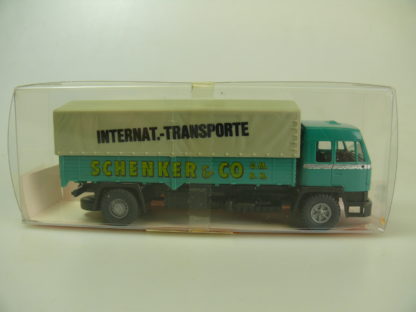 INTERNAT.-TRANSPORTE
SCHENKER & CO